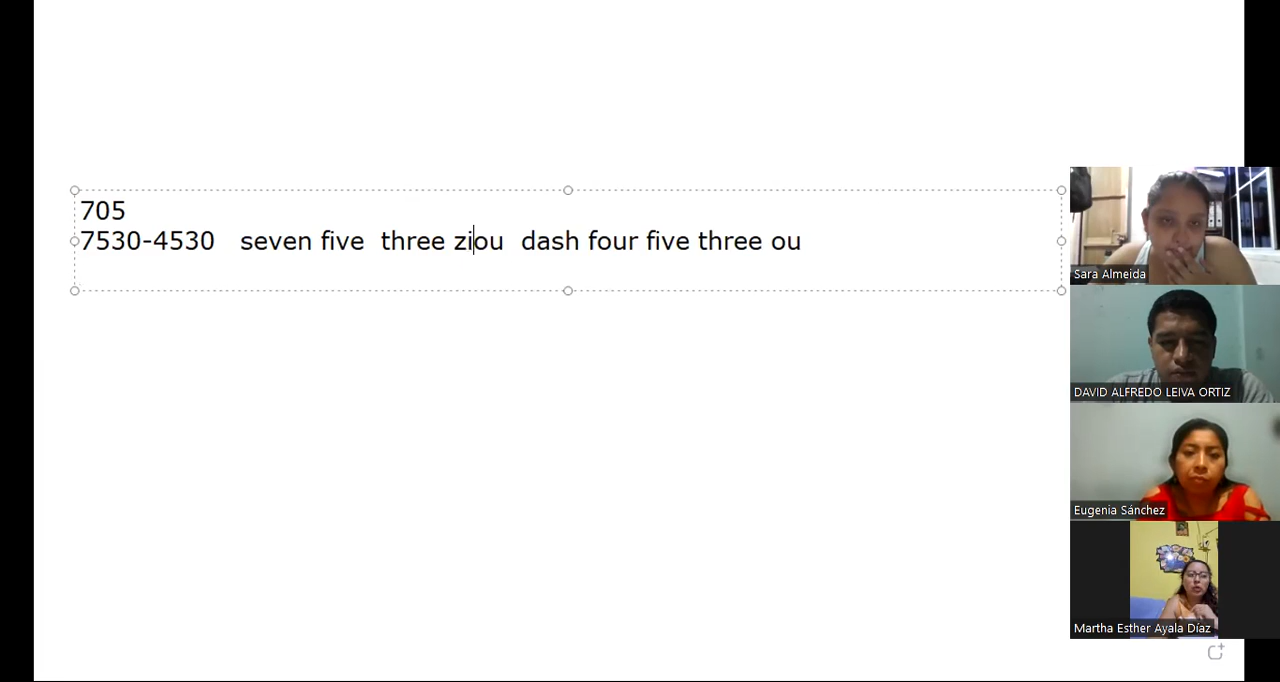 705
7530-4530 seven five three ziou dash four five three ou
Sara Almeida
DAVID ALFREDO LEIVA ORTIZ
Eugenia Sánchez
Martha Esther Ayala Díaz